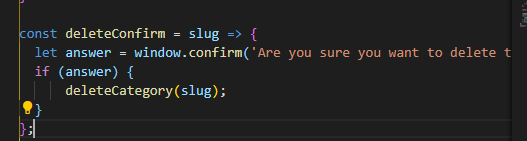 const deleteConfirm = slug => {
let answer = window.confirm('Are you sure you want to delete t
if (answer) {
deleteCategory(slug);
}
};